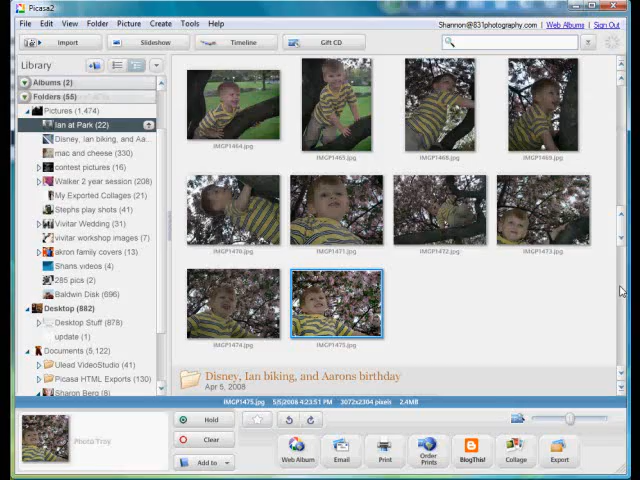 Picasa2
File Edit View Folder Picture Create Tools Help
Shannon@831photography.com Web Albums Sign Out
Import Slideshow Timeline Gift CD
Library
Albums (2)
Folders (55)
Pictures (1,474)
Ian at Park (22)
Disney, Ian biking, and Aa...
mac and cheese (330)
contest pictures (16)
Walker 2 year session (208)
My Exported Collages (21)
Stephs play shots (41)
Vivitar Wedding (31)
vivitar workshop images (7)
akron family covers (13)
Shans videos (4)
285 pics (2)
Baldwin Disk (696)
Desktop (882)
Desktop Stuff (878)
update (1)
Documents (5,122)
Ulead VideoStudio (41)
Picasa HTML Exports (130)
Sharon Berg (8)
IMGP1464.jpg IMGP1465.jpg IMGP1468.jpg IMGP1469.jpg
IMGP1470.jpg IMGP1471.jpg IMGP1472.jpg IMGP1473.jpg
IMGP1474.jpg IMGP1475.jpg
Disney, Ian biking, and Aarons birthday
Apr 5, 2008
IMGP1475.jpg 5/5/2008 4:23:51 PM 3072x2304 pixels 2.4MB
Photo Tray
Hold
Clear
Add to
Web Album Email Print Order Prints BlogThis! Collage Export